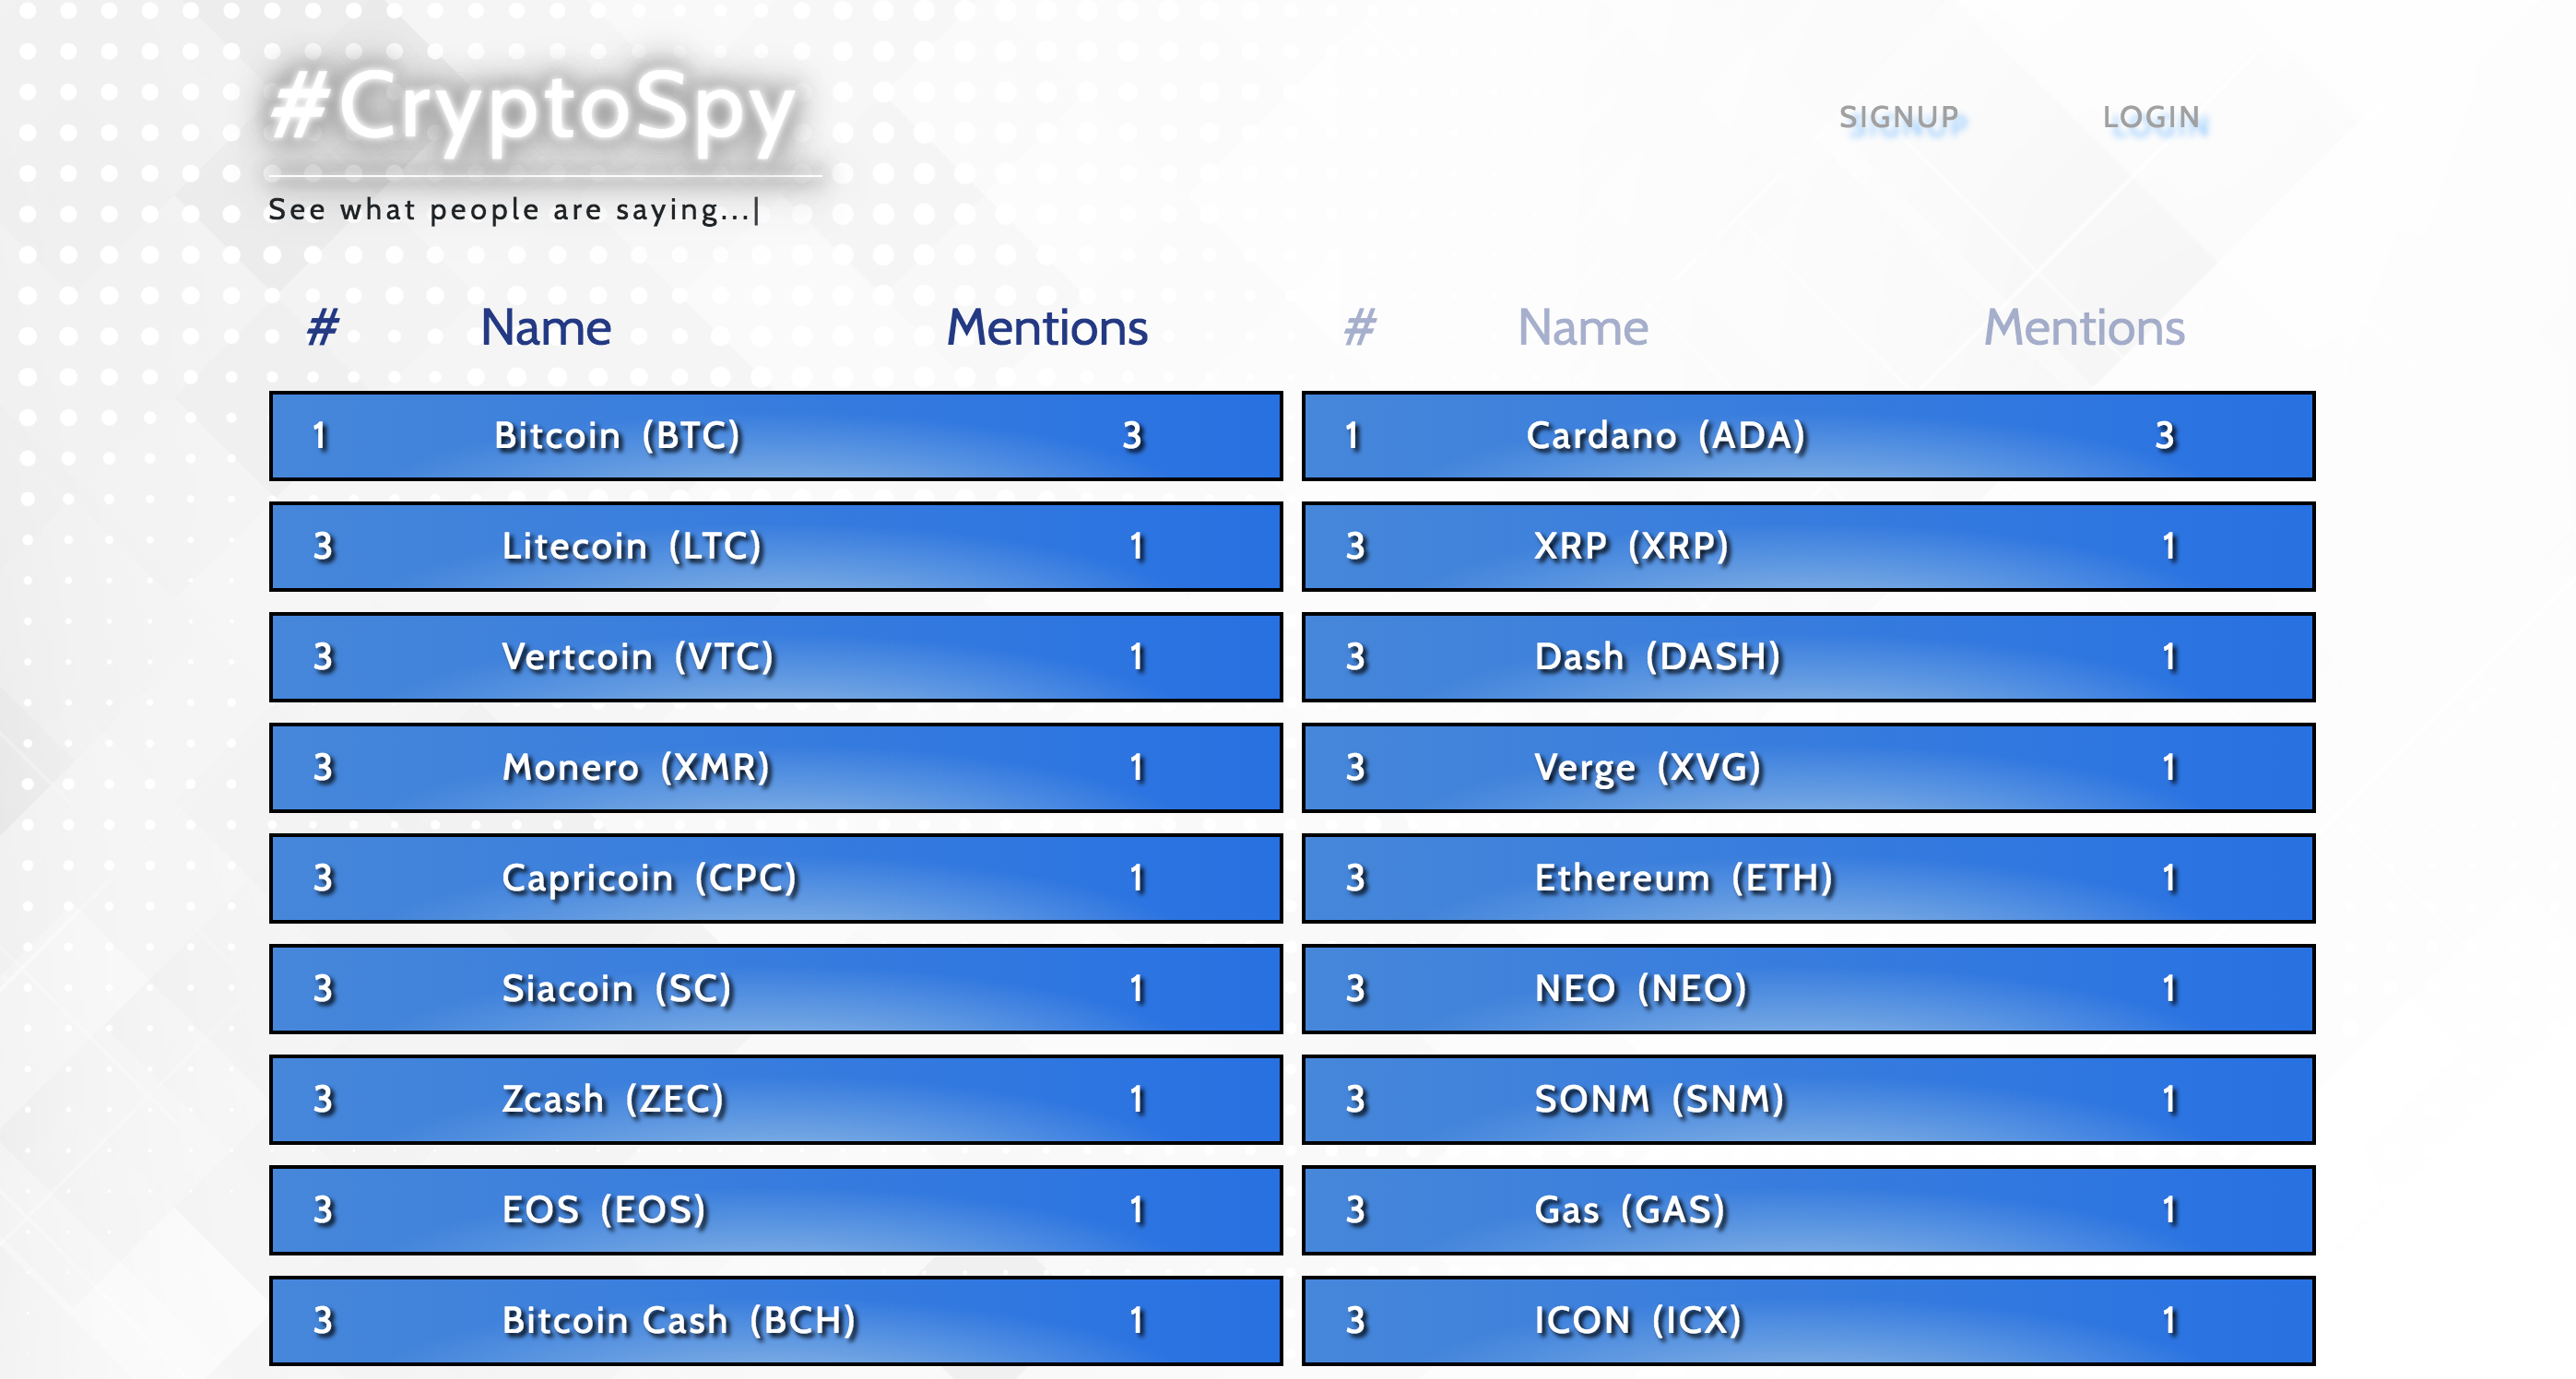 #CryptoSpy
SIGNUP LOGIN
See what people are saying...|
# Name Mentions # Name Mentions
1 Bitcoin (BTC) 3 1 Cardano (ADA) 3
3 Litecoin (LTC) 1 3 XRP (XRP) 1
3 Vertcoin (VTC) 1 3 Dash (DASH) 1
3 Monero (XMR) 1 3 Verge (XVG) 1
3 Capricoin (CPC) 1 3 Ethereum (ETH) 1
3 Siacoin (SC) 1 3 NEO (NEO) 1
3 Zcash (ZEC) 1 3 SONM (SNM) 1
3 EOS (EOS) 1 3 Gas (GAS) 1
3 Bitcoin Cash (BCH) 1 3 ICON (ICX) 1